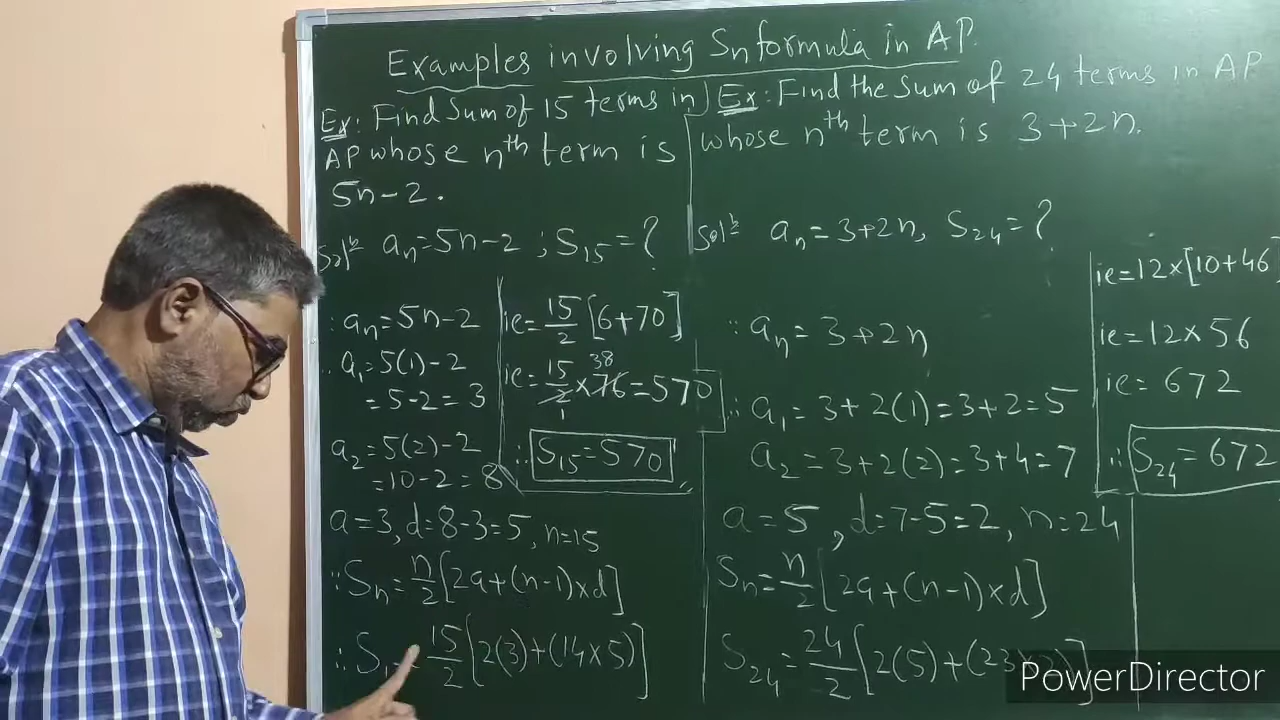 Examples involving Sn formula in AP.
Ex: Find Sum of 15 terms in
AP whose nth term is
5n-2.
Solⁿ an=5n-2 ; S15=?
∵ an=5n-2
∴ a1=5(1)-2
=5-2=3
a2=5(2)-2
=10-2=8
a=3, d=8-3=5, n=15
∵ Sn=n/2[2a+(n-1)×d]
∴ S1 =15/2[2(3)+(14×5)]
ie=15/2[6+70]
ie=15/2×76=570
38
1
∴ S15=570
Ex: Find the Sum of 24 terms in AP
whose nth term is 3+2n.
Solⁿ an=3+2n, S24=?
∵ an=3+2n
∴ a1=3+2(1)=3+2=5
a2=3+2(2)=3+4=7
a=5, d=7-5=2, n=24
Sn=n/2[2a+(n-1)×d]
S24=24/2[2(5)+(23×2)]
ie=12×[10+46
ie=12×56
ie=672
∴ S24=672
PowerDirector